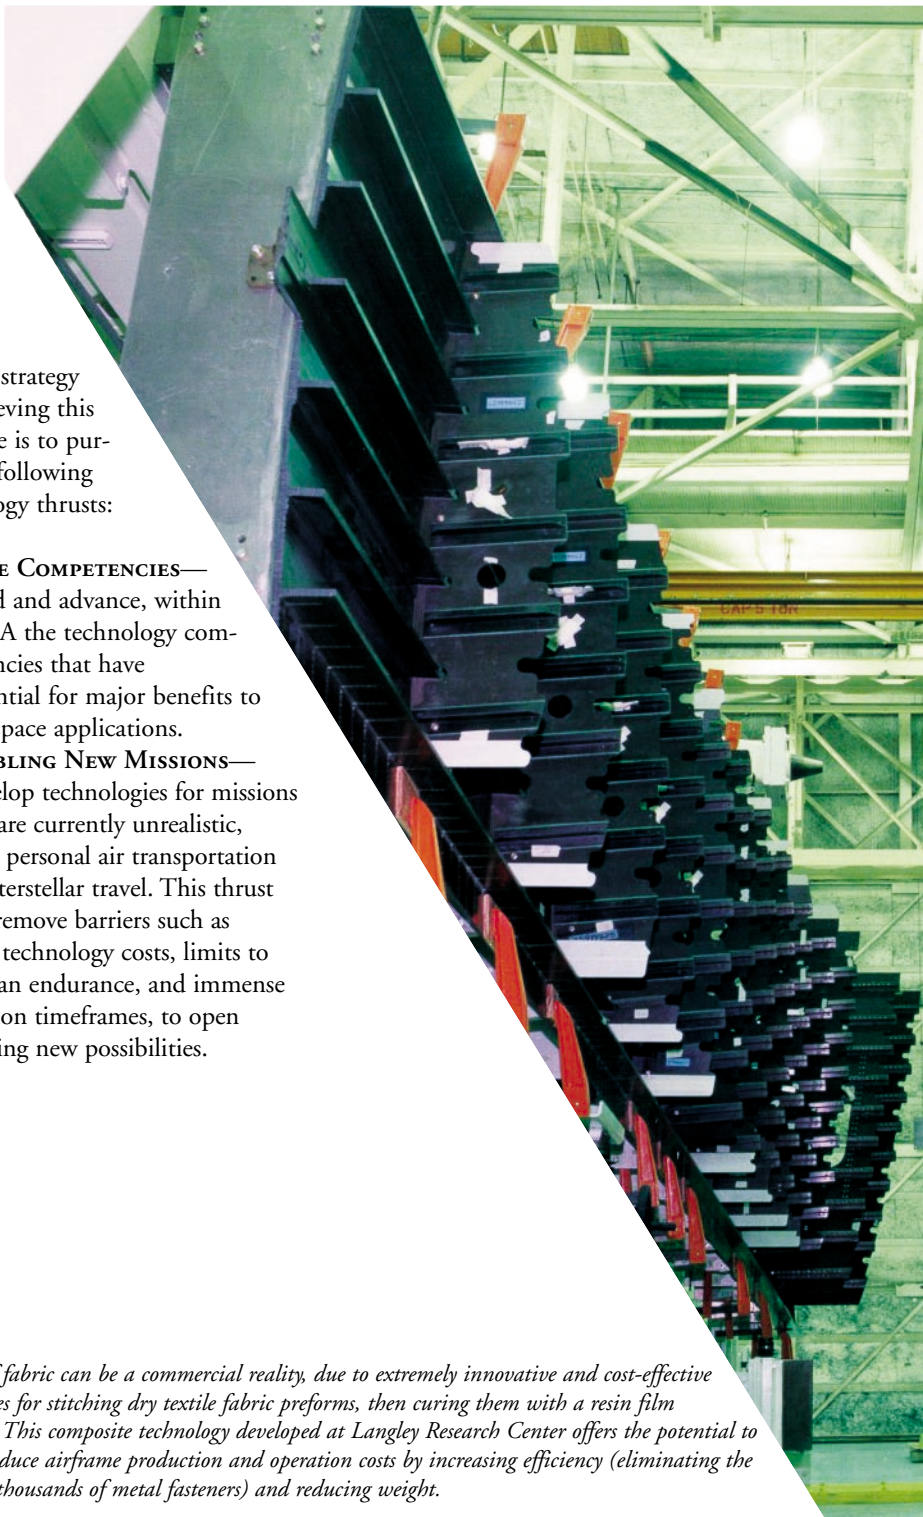 strategy
eving this
e is to pur-
following
ogy thrusts:
E COMPETENCIES—
d and advance, within
A the technology com-
ncies that have
ntial for major benefits to
pace applications.
BLING NEW MISSIONS—
elop technologies for missions
are currently unrealistic,
personal air transportation
terstellar travel. This thrust
remove barriers such as
technology costs, limits to
an endurance, and immense
on timeframes, to open
ing new possibilities.
CAP 5 TON
fabric can be a commercial reality, due to extremely innovative and cost-effective
es for stitching dry textile fabric preforms, then curing them with a resin film
This composite technology developed at Langley Research Center offers the potential to
duce airframe production and operation costs by increasing efficiency (eliminating the
thousands of metal fasteners) and reducing weight.